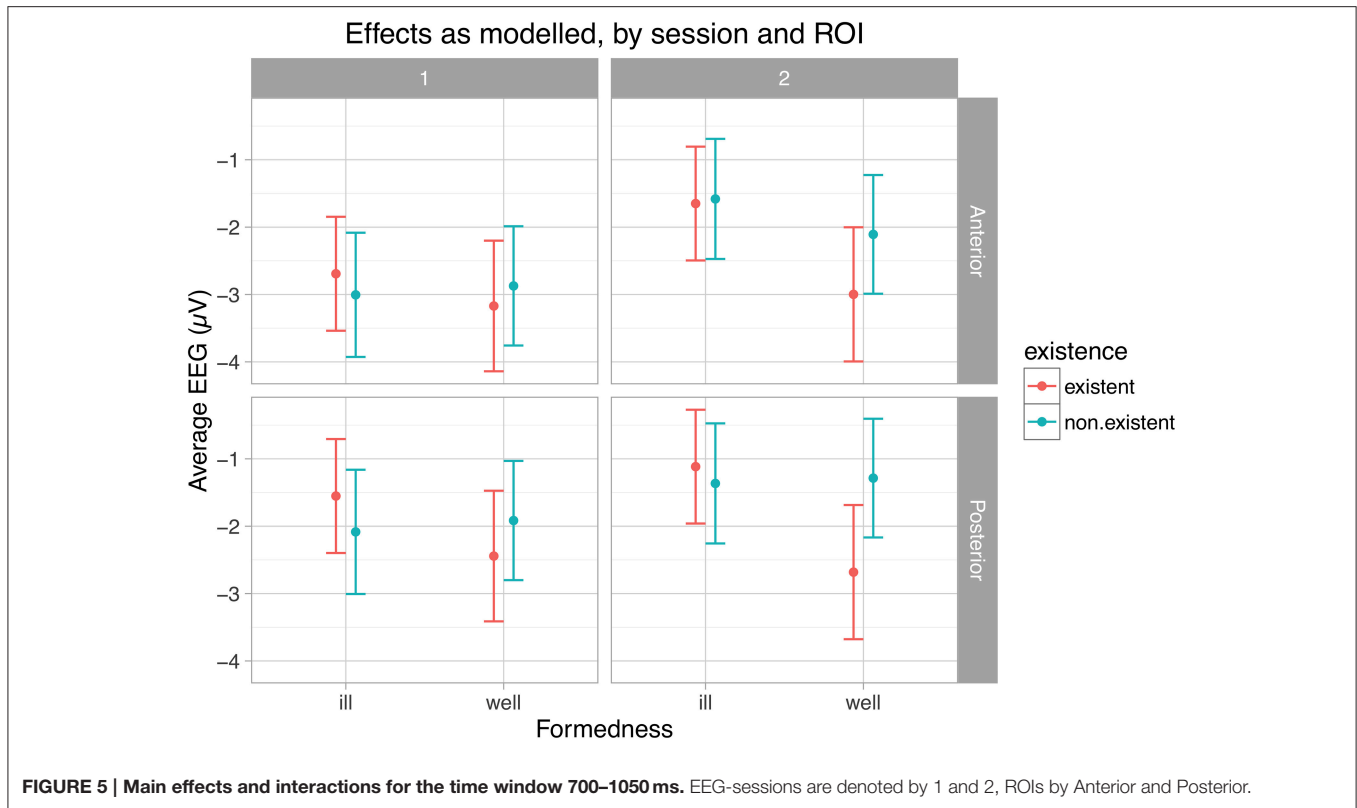 Effects as modelled, by session and ROI
1
2
−1
−2
−3
−4
Anterior
Average EEG (µV)
−1
−2
−3
−4
Posterior
ill
well
ill
well
Formedness
existence
existent
non.existent
FIGURE 5 | Main effects and interactions for the time window 700–1050 ms. EEG-sessions are denoted by 1 and 2, ROIs by Anterior and Posterior.